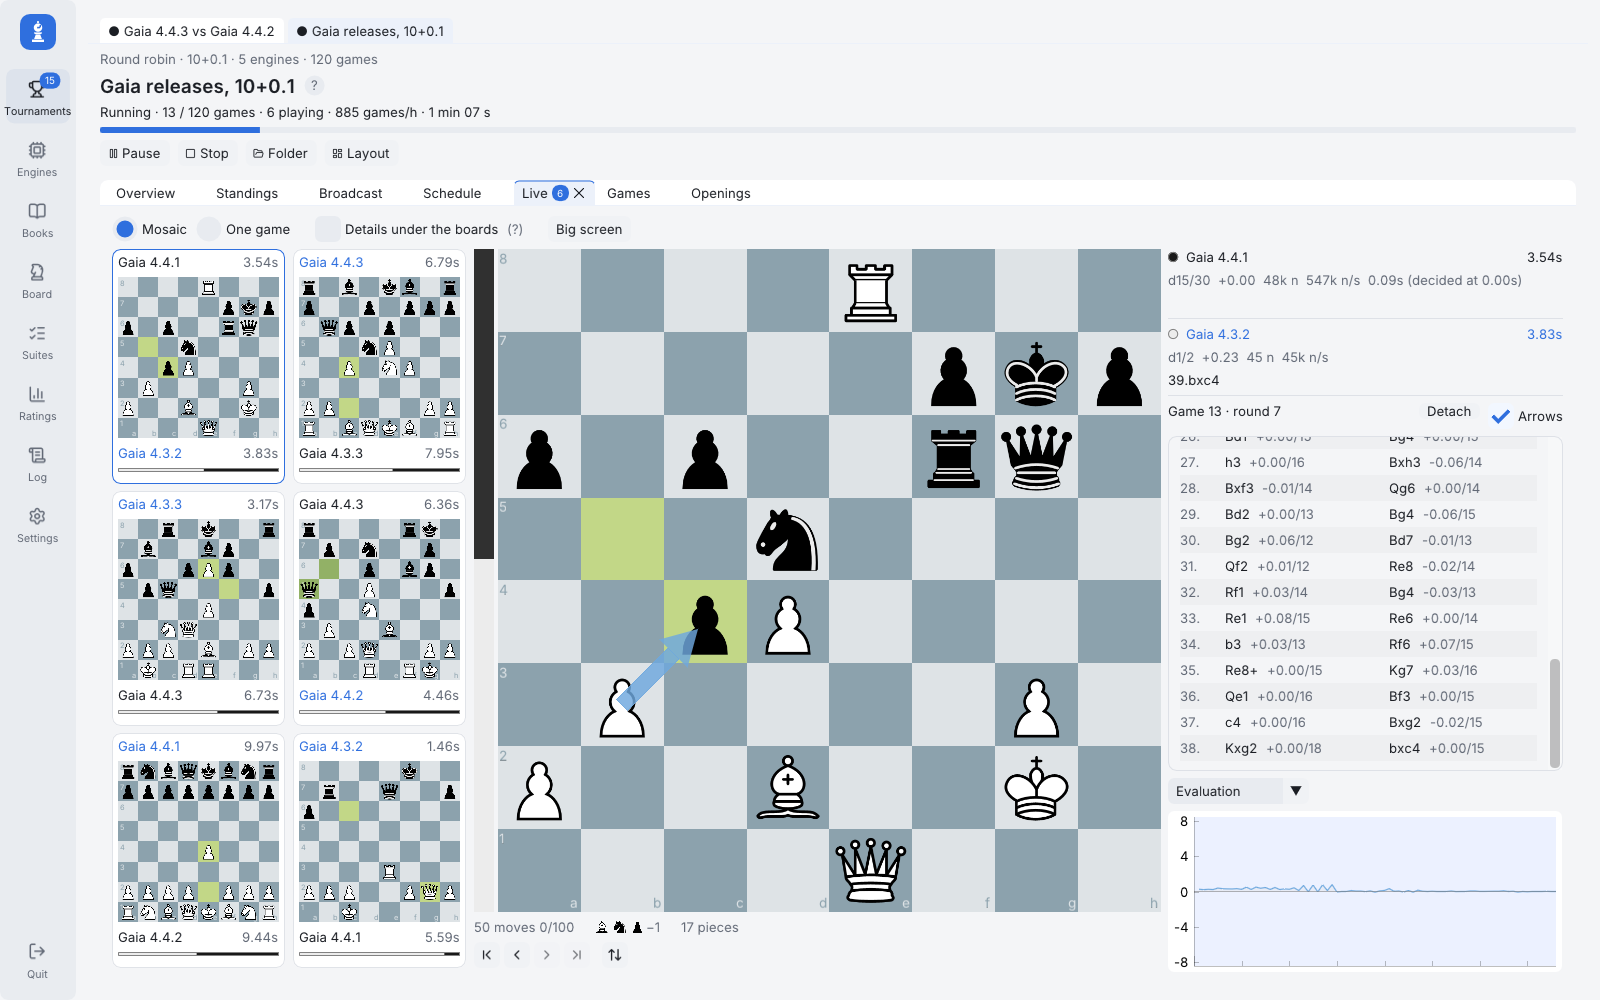 Gaia 4.4.3 vs Gaia 4.4.2
Gaia releases, 10+0.1
Round robin · 10+0.1 · 5 engines · 120 games
Gaia releases, 10+0.1 ?
Running · 13 / 120 games · 6 playing · 885 games/h · 1 min 07 s
Pause Stop Folder Layout
15
Tournaments
Engines
Books
Board
Suites
Ratings
Log
Settings
Quit
Overview Standings Broadcast Schedule Live 6 Games Openings
Mosaic One game Details under the boards (?) Big screen
Gaia 4.4.1 3.54s
Gaia 4.3.2 3.83s
Gaia 4.4.3 6.79s
Gaia 4.3.3 7.95s
Gaia 4.3.3 3.17s
Gaia 4.4.3 6.73s
Gaia 4.4.3 6.36s
Gaia 4.4.2 4.46s
Gaia 4.4.1 9.97s
Gaia 4.4.2 9.44s
Gaia 4.3.2 1.46s
Gaia 4.4.1 5.59s
8
7
6
5
4
3
2
1
a b c d e f g h
50 moves 0/100 −1 17 pieces
Gaia 4.4.1 3.54s
d15/30 +0.00 48k n 547k n/s 0.09s (decided at 0.00s)
Gaia 4.3.2 3.83s
d1/2 +0.23 45 n 45k n/s
39.bxc4
Game 13 · round 7 Detach Arrows
27. h3 +0.00/16 Bxh3 -0.06/14
28. Bxf3 -0.01/14 Qg6 +0.00/14
29. Bd2 +0.00/13 Bg4 -0.06/15
30. Bg2 +0.06/12 Bd7 -0.01/13
31. Qf2 +0.01/12 Re8 -0.02/14
32. Rf1 +0.03/14 Bg4 -0.03/13
33. Re1 +0.08/15 Re6 +0.00/14
34. b3 +0.03/13 Rf6 +0.07/15
35. Re8+ +0.00/15 Kg7 +0.03/16
36. Qe1 +0.00/16 Bf3 +0.00/15
37. c4 +0.00/16 Bxg2 -0.02/15
38. Kxg2 +0.00/18 bxc4 +0.00/15
Evaluation
8
4
0
-4
-8